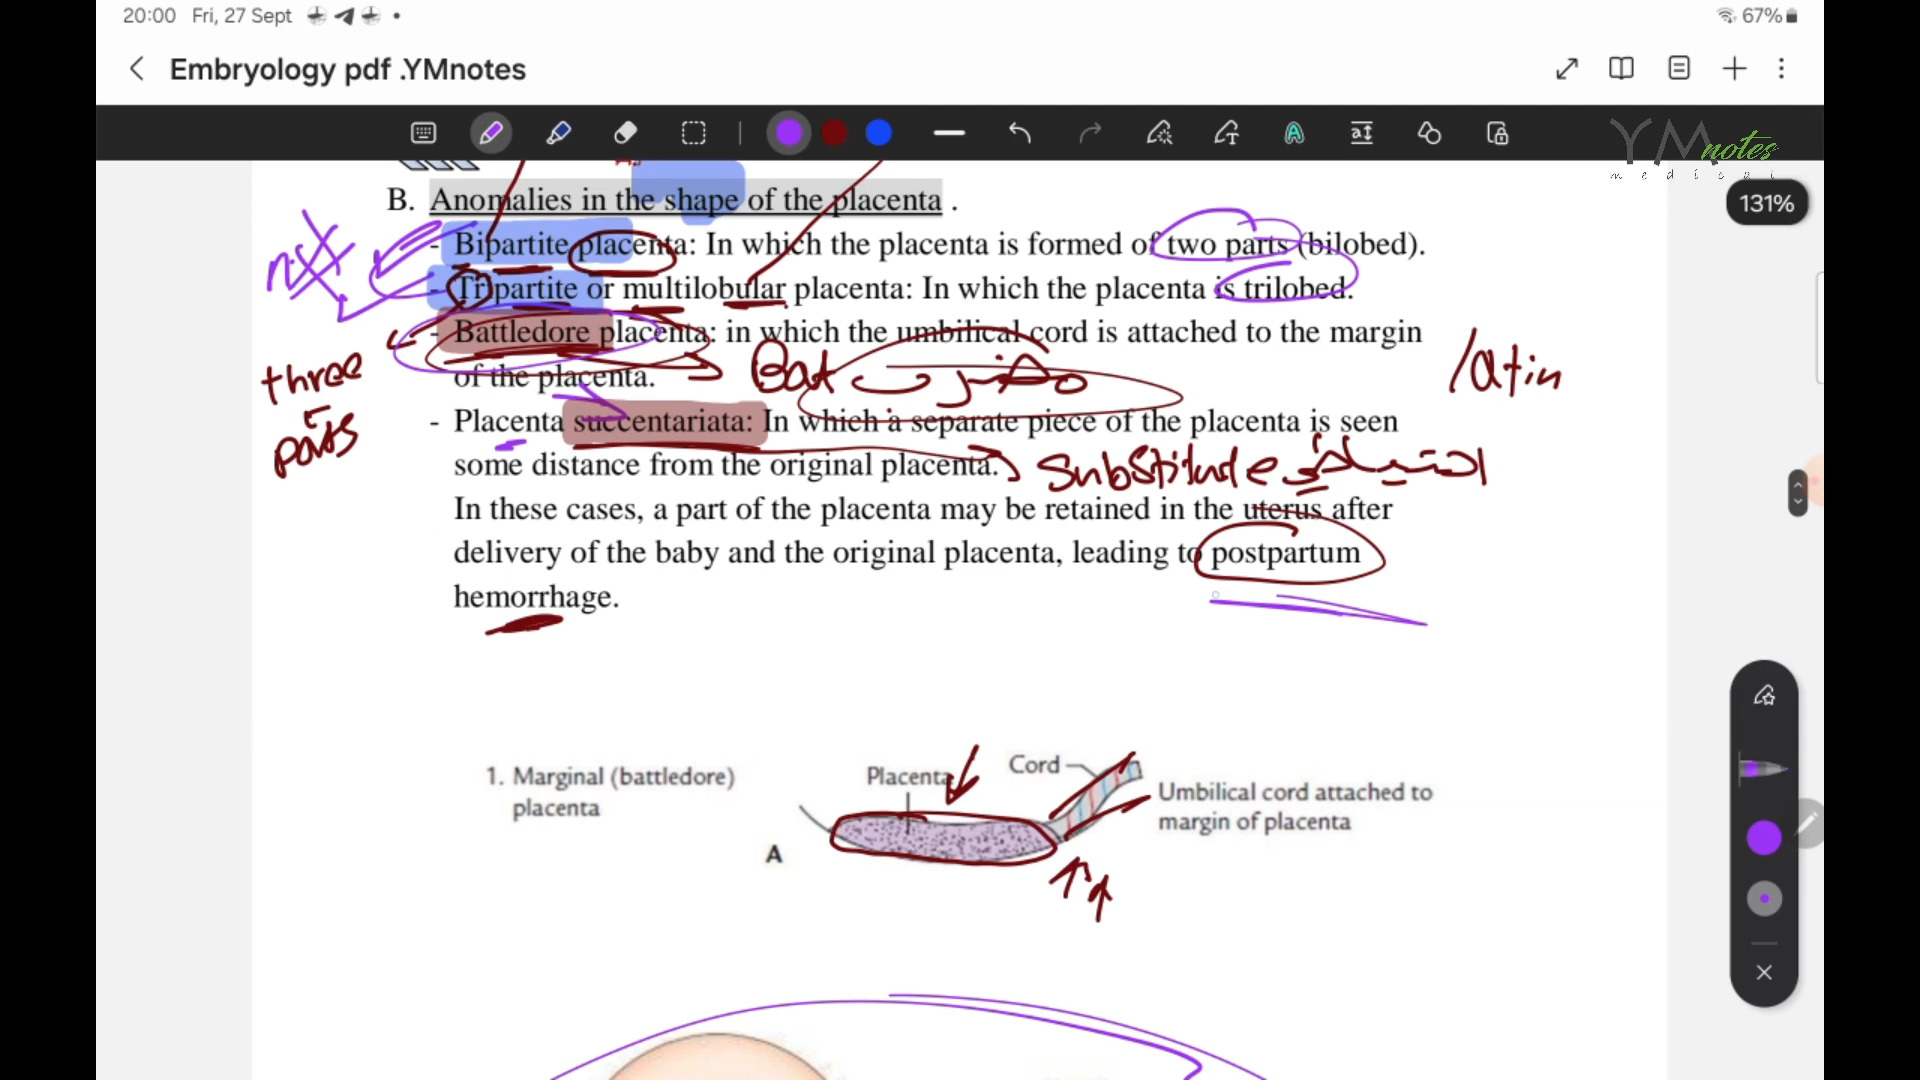 20:00 Fri, 27 Sept
67%
Embryology pdf .YMnotes
YMnotes
medical
131%
B. Anomalies in the shape of the placenta .
- Bipartite placenta: In which the placenta is formed of two parts (bilobed).
- Tripartite or multilobular placenta: In which the placenta is trilobed.
- Battledore placenta: in which the umbilical cord is attached to the margin
of the placenta.
Bat
latin
three
parts
- Placenta succentariata: In which a separate piece of the placenta is seen
some distance from the original placenta.
Substitude
In these cases, a part of the placenta may be retained in the uterus after
delivery of the baby and the original placenta, leading to postpartum
hemorrhage.
1. Marginal (battledore)
placenta
Placenta
Cord
Umbilical cord attached to
margin of placenta
A